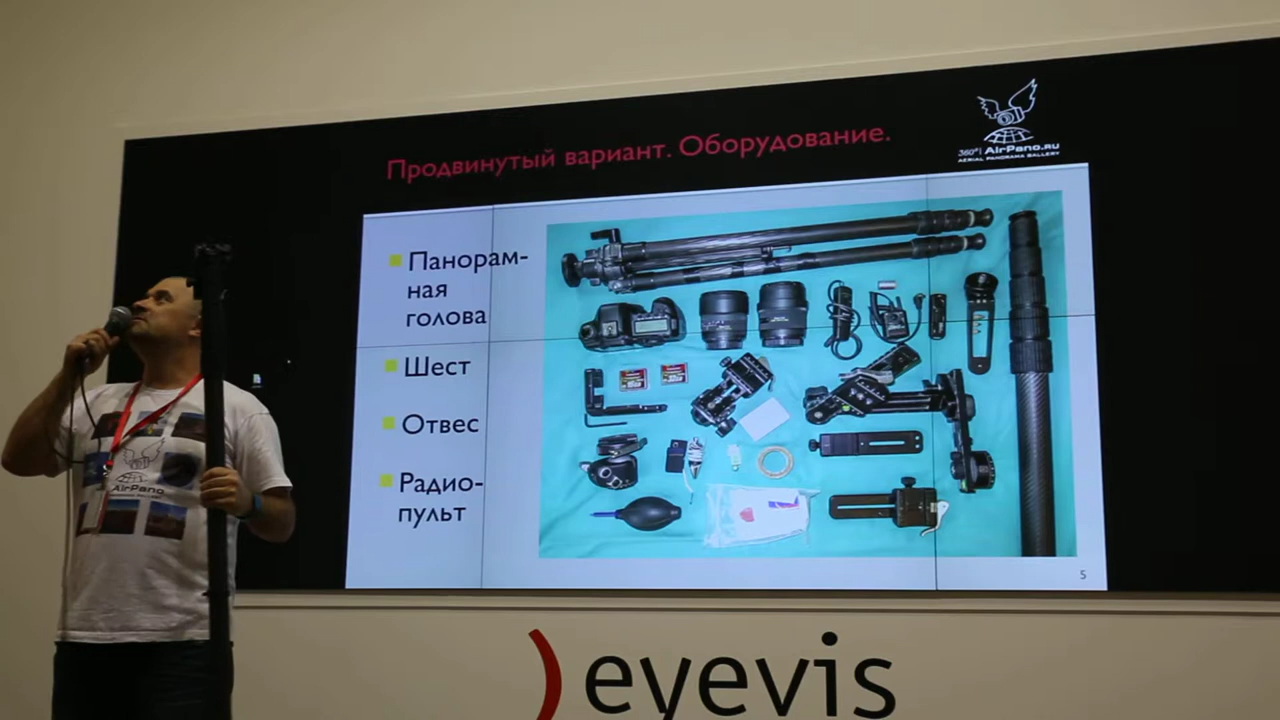 Продвинутый вариант. Оборудование.
360° | AirPano.ru
AERIAL PANORAMA GALLERY
Панорам-
ная
голова
Шест
Отвес
Радио-
пульт
5
AirPano
eyevis